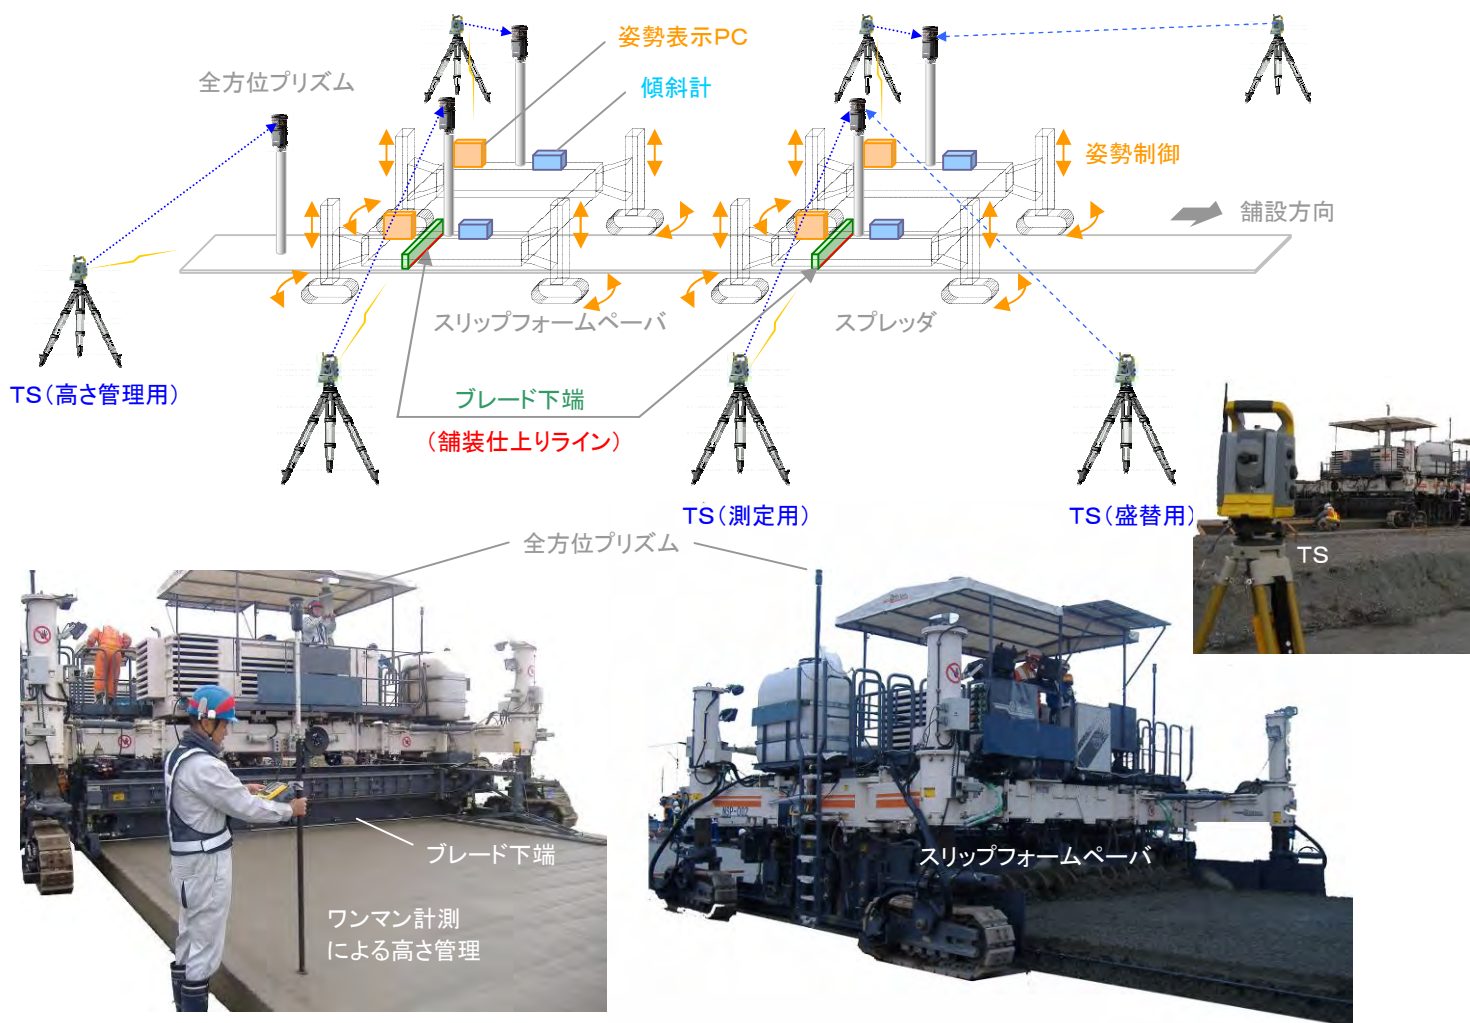 姿勢表示PC
全方位プリズム
傾斜計
姿勢制御
舗設方向
スリップフォームペーバ
スプレッダ
TS（高さ管理用）
ブレード下端
（舗装仕上りライン）
TS（測定用）
TS（盛替用）
全方位プリズム
TS
NSP-002
スリップフォームペーバ
ブレード下端
ワンマン計測
による高さ管理